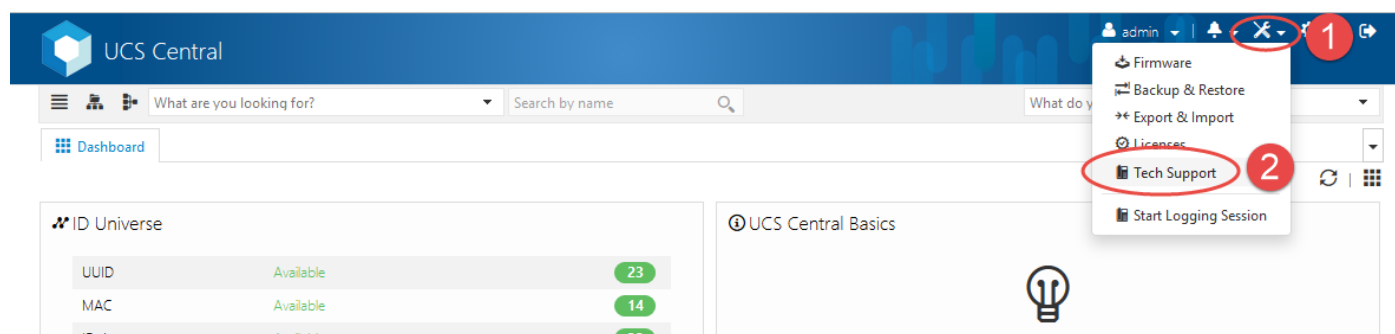 UCS Central
admin
1
What are you looking for?
Search by name
What do y
Firmware
Backup & Restore
Export & Import
Licenses
Tech Support
2
Start Logging Session
Dashboard
ID Universe
UUID Available 23
MAC Available 14
UCS Central Basics